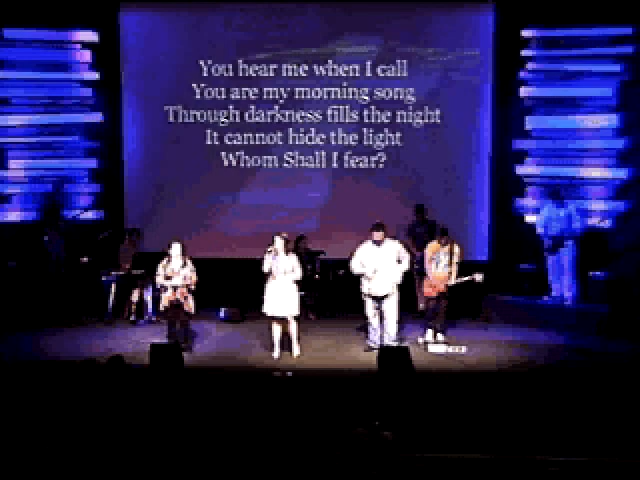 You hear me when I call
You are my morning song
Through darkness fills the night
It cannot hide the light
Whom Shall I fear?